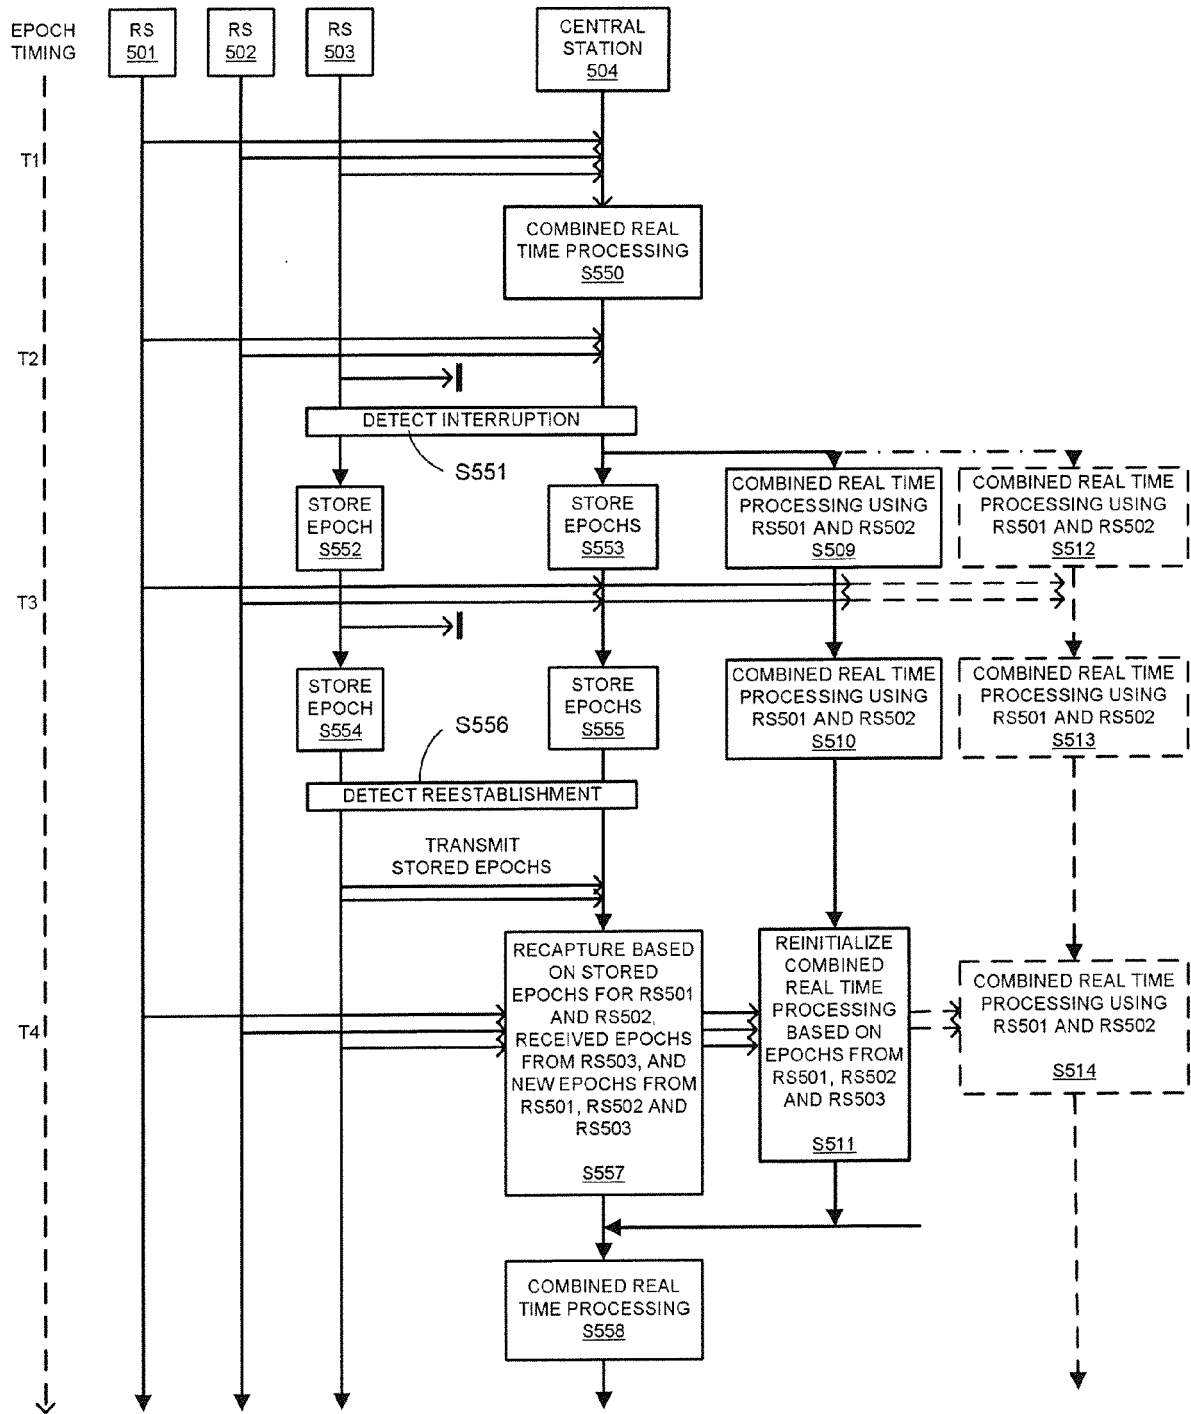 EPOCH
TIMING
RS
501
RS
502
RS
503
CENTRAL
STATION
504
T1
COMBINED REAL
TIME PROCESSING
S550
T2
DETECT INTERRUPTION
S551
STORE
EPOCH
S552
STORE
EPOCHS
S553
COMBINED REAL TIME
PROCESSING USING
RS501 AND RS502
S509
COMBINED REAL TIME
PROCESSING USING
RS501 AND RS502
S512
T3
STORE
EPOCH
S554
STORE
EPOCHS
S555
COMBINED REAL TIME
PROCESSING USING
RS501 AND RS502
S510
COMBINED REAL TIME
PROCESSING USING
RS501 AND RS502
S513
S556
DETECT REESTABLISHMENT
TRANSMIT
STORED EPOCHS
T4
RECAPTURE BASED
ON STORED
EPOCHS FOR RS501
AND RS502,
RECEIVED EPOCHS
FROM RS503, AND
NEW EPOCHS FROM
RS501, RS502 AND
RS503
S557
REINITIALIZE
COMBINED
REAL TIME
PROCESSING
BASED ON
EPOCHS FROM
RS501, RS502
AND RS503
S511
COMBINED REAL TIME
PROCESSING USING
RS501 AND RS502
S514
COMBINED REAL
TIME PROCESSING
S558